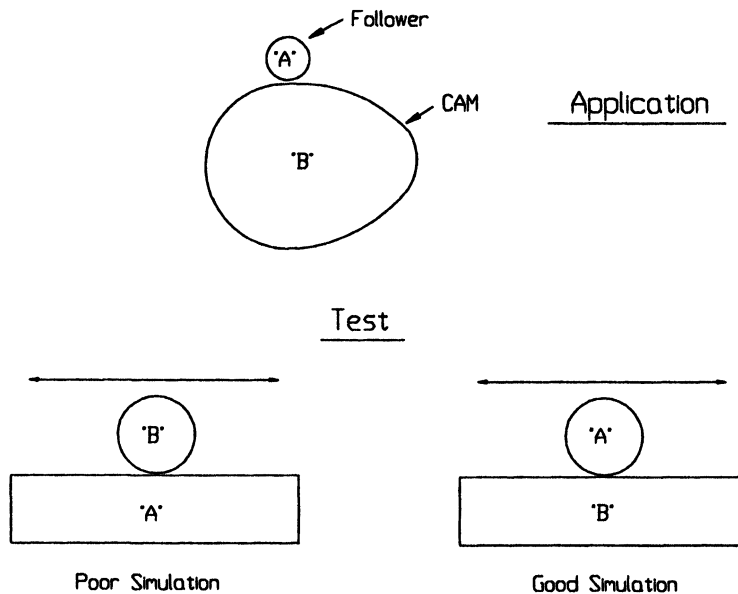 Follower
"A"
CAM
Application
"B"
Test
"B"
"A"
"A"
"B"
Poor Simulation
Good Simulation